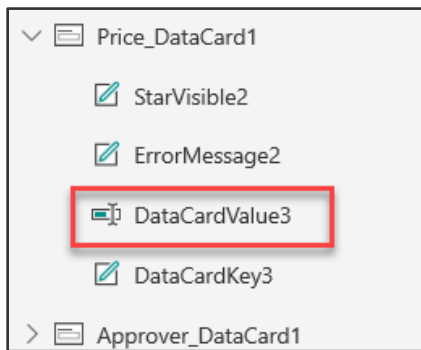 Price_DataCard1
StarVisible2
ErrorMessage2
DataCardValue3
DataCardKey3
Approver_DataCard1